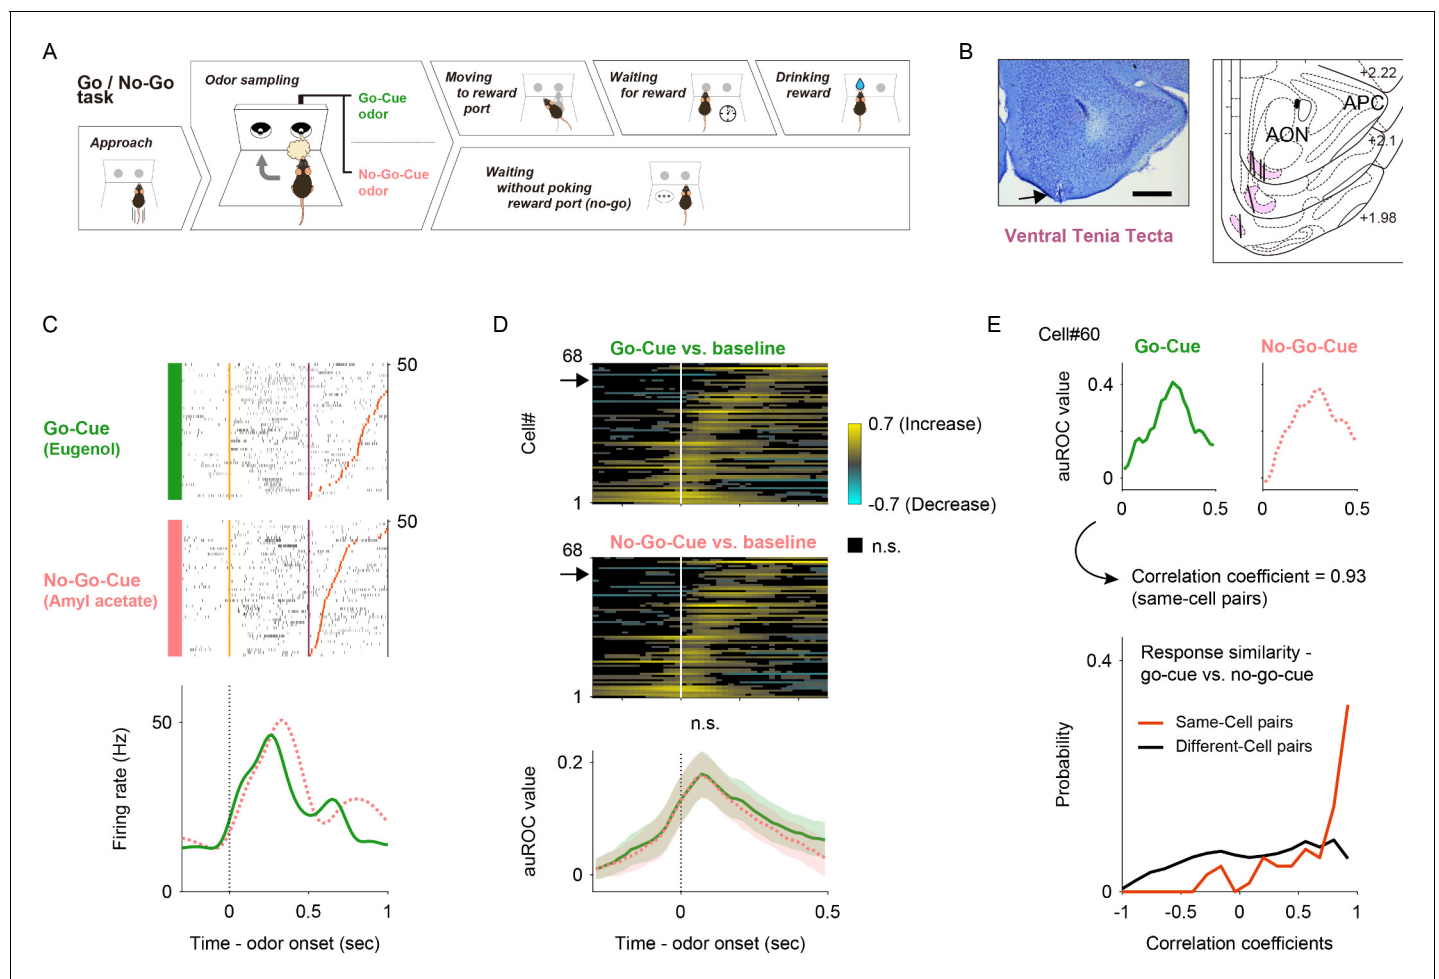 A
Go / No-Go
task
Approach
Odor sampling
Go-Cue
odor
No-Go-Cue
odor
Moving
to reward
port
Waiting
for reward
Drinking
reward
Waiting
without poking
reward port (no-go)
B
Ventral Tenia Tecta
+2.22
APC
AON
+2.1
+1.98
C
50
Go-Cue
(Eugenol)
50
No-Go-Cue
(Amyl acetate)
50
Firing rate (Hz)
0
0 0.5 1
Time - odor onset (sec)
D
Go-Cue vs. baseline
68
Cell#
1
0.7 (Increase)
-0.7 (Decrease)
n.s.
No-Go-Cue vs. baseline
68
1
n.s.
0.2
auROC value
0
0 0.5
Time - odor onset (sec)
E
Cell#60
Go-Cue No-Go-Cue
0.4
auROC value
0
0 0.5 0 0.5
Correlation coefficient = 0.93
(same-cell pairs)
Response similarity -
go-cue vs. no-go-cue
0.4
Same-Cell pairs
Different-Cell pairs
Probability
0
-1 -0.5 0 0.5 1
Correlation coefficients